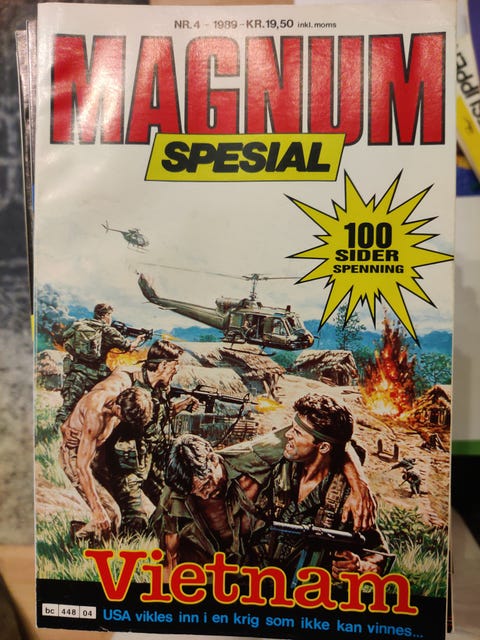 NR. 4 - 1989 - KR. 19,50 inkl. moms
MAGNUM
SPESIAL
100
SIDER
SPENNING
Vietnam
bc 448 04
USA vikles inn i en krig som ikke kan vinnes...